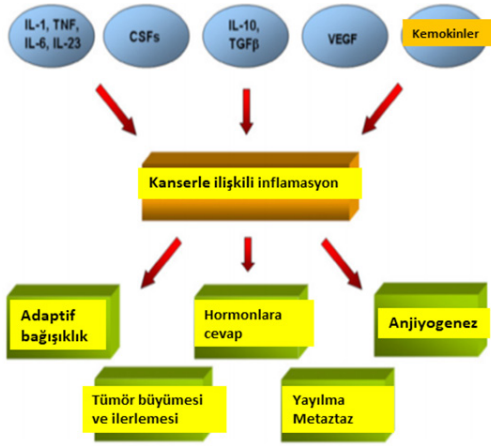 IL-1, TNF,
IL-6, IL-23
CSFs
IL-10,
TGFβ
VEGF
Kemokinler
Kanserle ilişkili inflamasyon
Adaptif
bağışıklık
Hormonlara
cevap
Anjiyogenez
Tümör büyümesi
ve ilerlemesi
Yayılma
Metaztaz